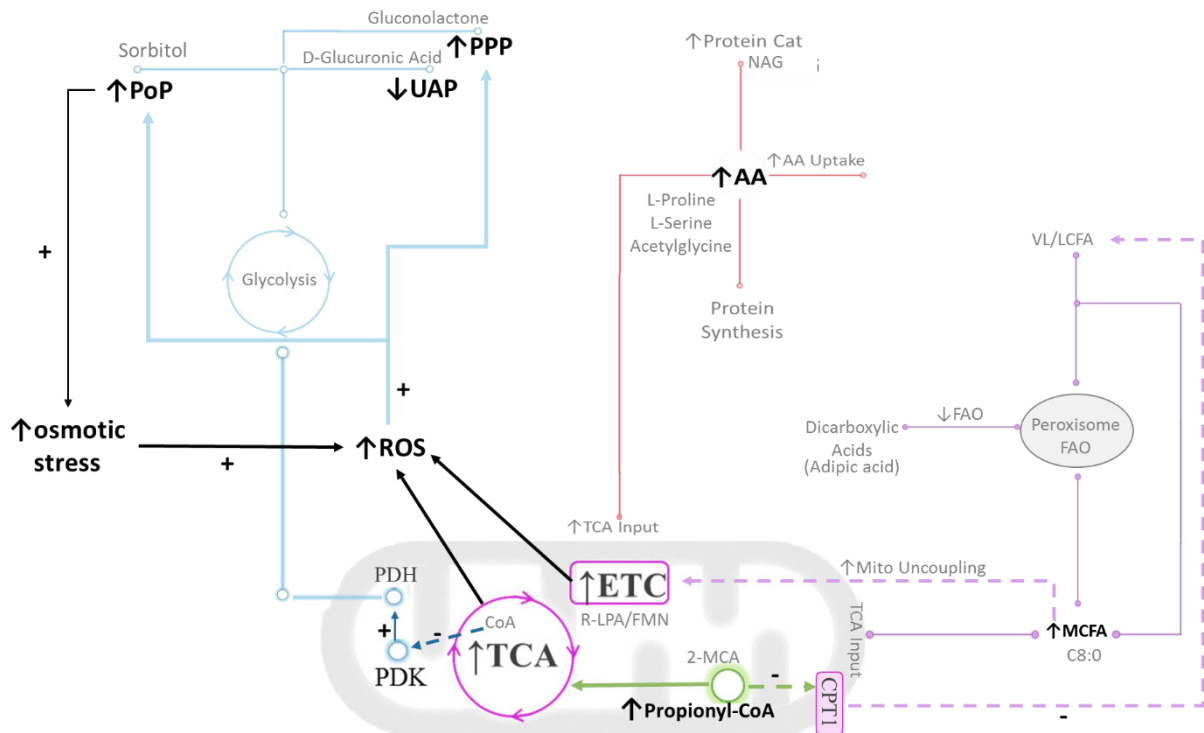 Gluconolactone
↑PPP
Sorbitol
D-Glucuronic Acid
↑PoP
↓UAP
↑Protein Cat
NAG
i
↑AA
↑AA Uptake
L-Proline
L-Serine
Acetylglycine
Protein
Synthesis
+
Glycolysis
VL/LCFA
+
↑osmotic
stress
+
↑ROS
↓FAO
Dicarboxylic
Acids
(Adipic acid)
Peroxisome
FAO
↑TCA Input
PDH
↑ETC
R-LPA/FMN
↑Mito Uncoupling
+
-
CoA
↑TCA
PDK
TCA Input
↑MCFA
C8:0
2-MCA
-
↑Propionyl-CoA
CPT1
-